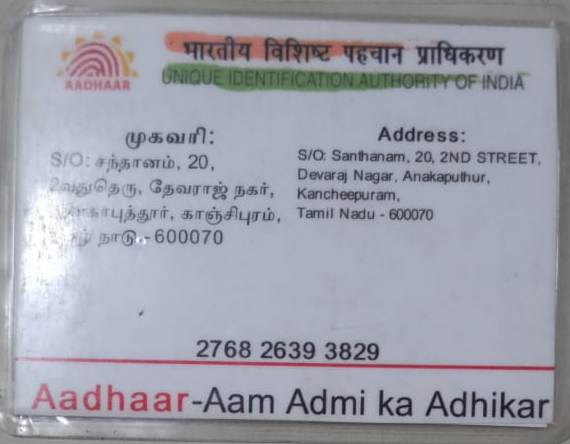 भारतीय विशिष्ट पहचान प्राधिकरण
AADHAAR
UNIQUE IDENTIFICATION AUTHORITY OF INDIA
முகவரி:
S/O: சந்தானம், 20,
2வதுதெரு, தேவராஜ் நகர்,
காஞ்சிபுரம்,
நாடு - 600070
Address:
S/O: Santhanam, 20, 2ND STREET,
Devaraj Nagar, Anakaputhur,
Kancheepuram,
Tamil Nadu - 600070
2768 2639 3829
Aadhaar-Aam Admi ka Adhikar